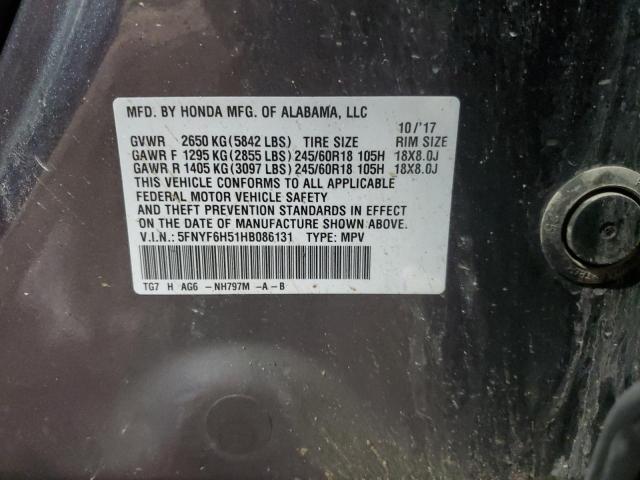 MFD. BY HONDA MFG. OF ALABAMA, LLC
10/'17
GVWR 2650 KG(5842 LBS) TIRE SIZE RIM SIZE
GAWR F 1295 KG(2855 LBS)245/60R18 105H 18X8.0J
GAWR R 1405 KG(3097 LBS)245/60R18 105H 18X8.0J
THIS VEHICLE CONFORMS TO ALL APPLICABLE
FEDERAL MOTOR VEHICLE SAFETY
AND THEFT PREVENTION STANDARDS IN EFFECT
ON THE DATE OF MANUFACTURE SHOWN ABOVE.
V.I.N.: 5FNYF6H51HB086131 TYPE: MPV
TG7 H AG6 -NH797M -A-B